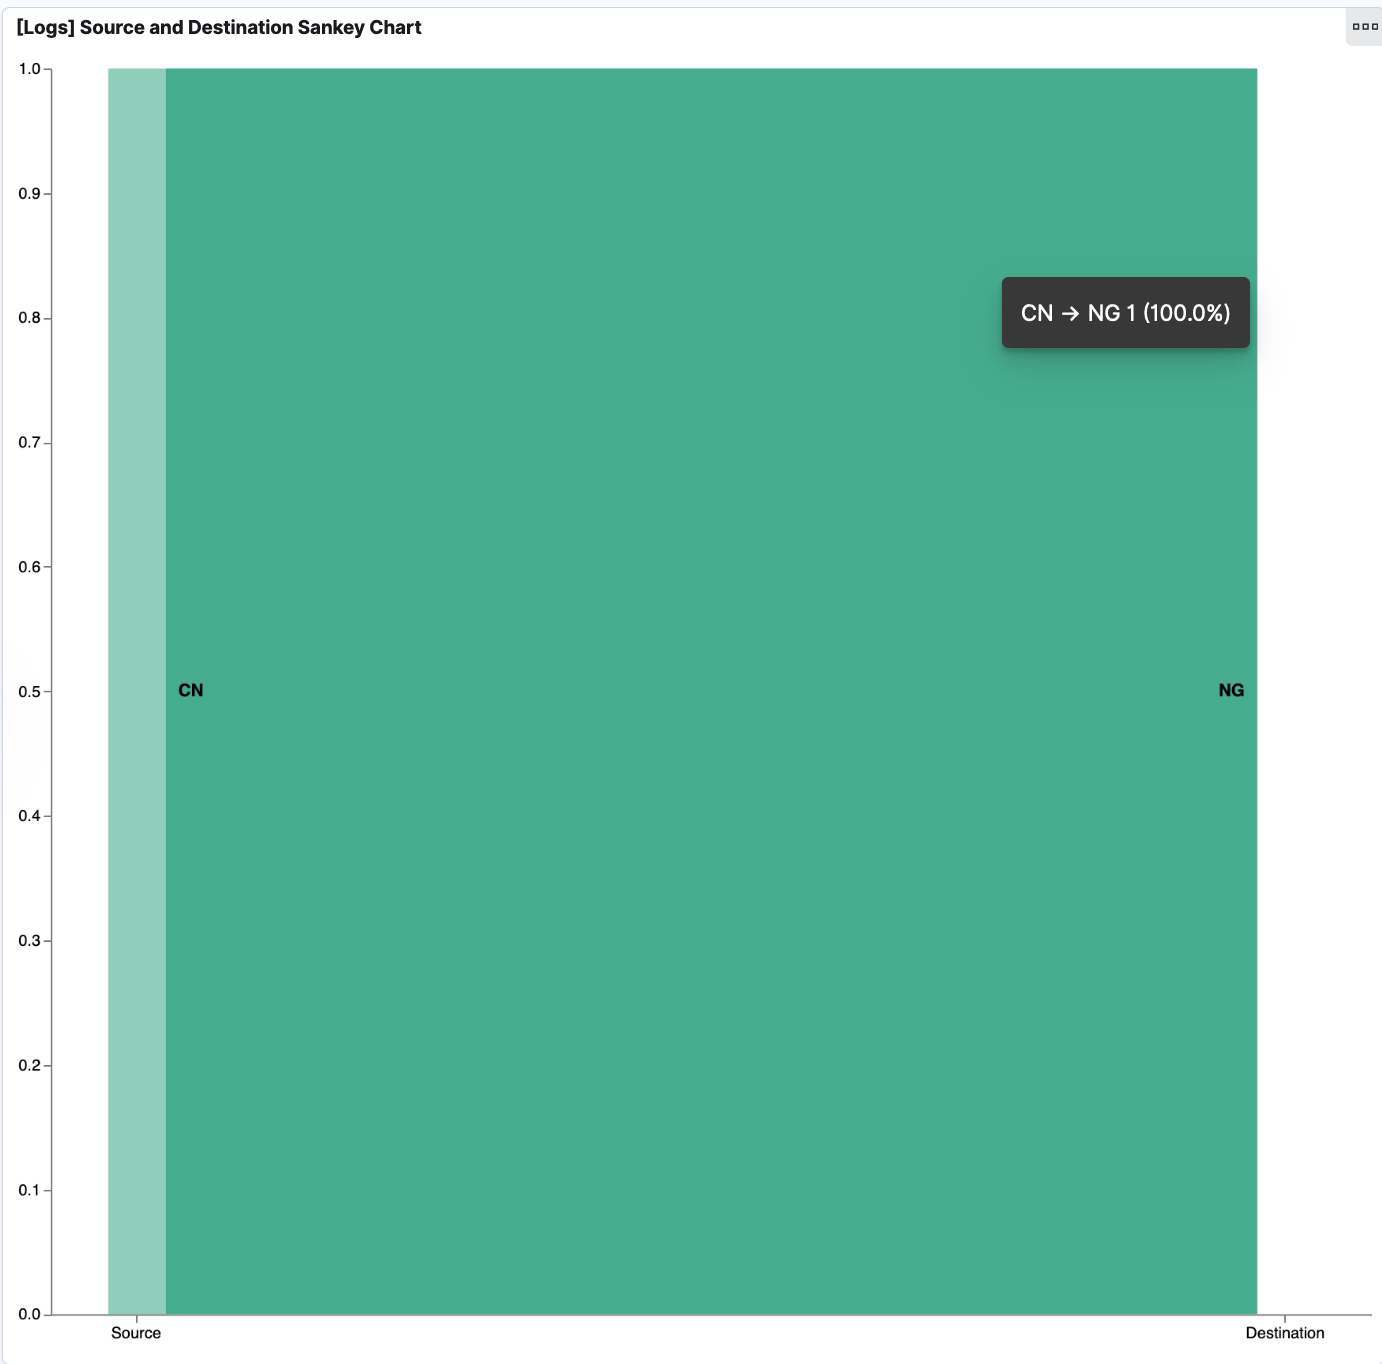 [Logs] Source and Destination Sankey Chart
1.0
0.9
0.8
CN → NG 1 (100.0%)
0.7
0.6
0.5
CN
NG
0.4
0.3
0.2
0.1
0.0
Source
Destination